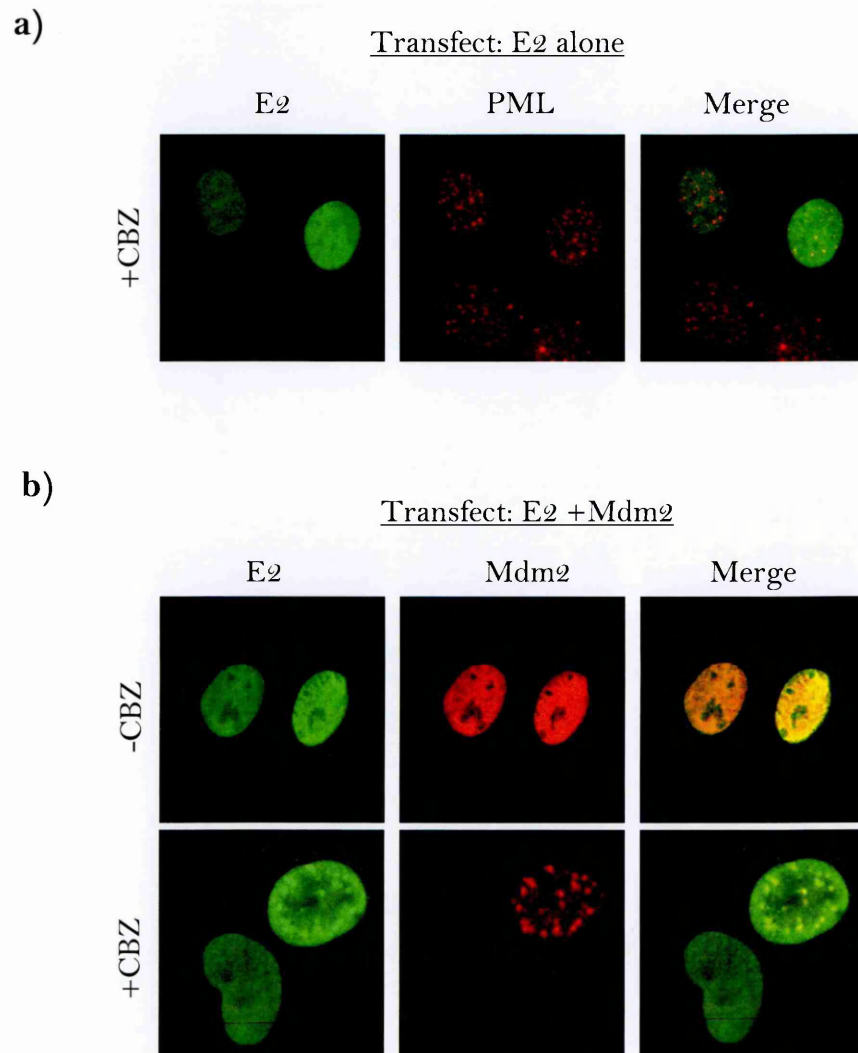 a)
Transfect: E2 alone
E2 PML Merge
+CBZ
b)
Transfect: E2 +Mdm2
E2 Mdm2 Merge
-CBZ
+CBZ